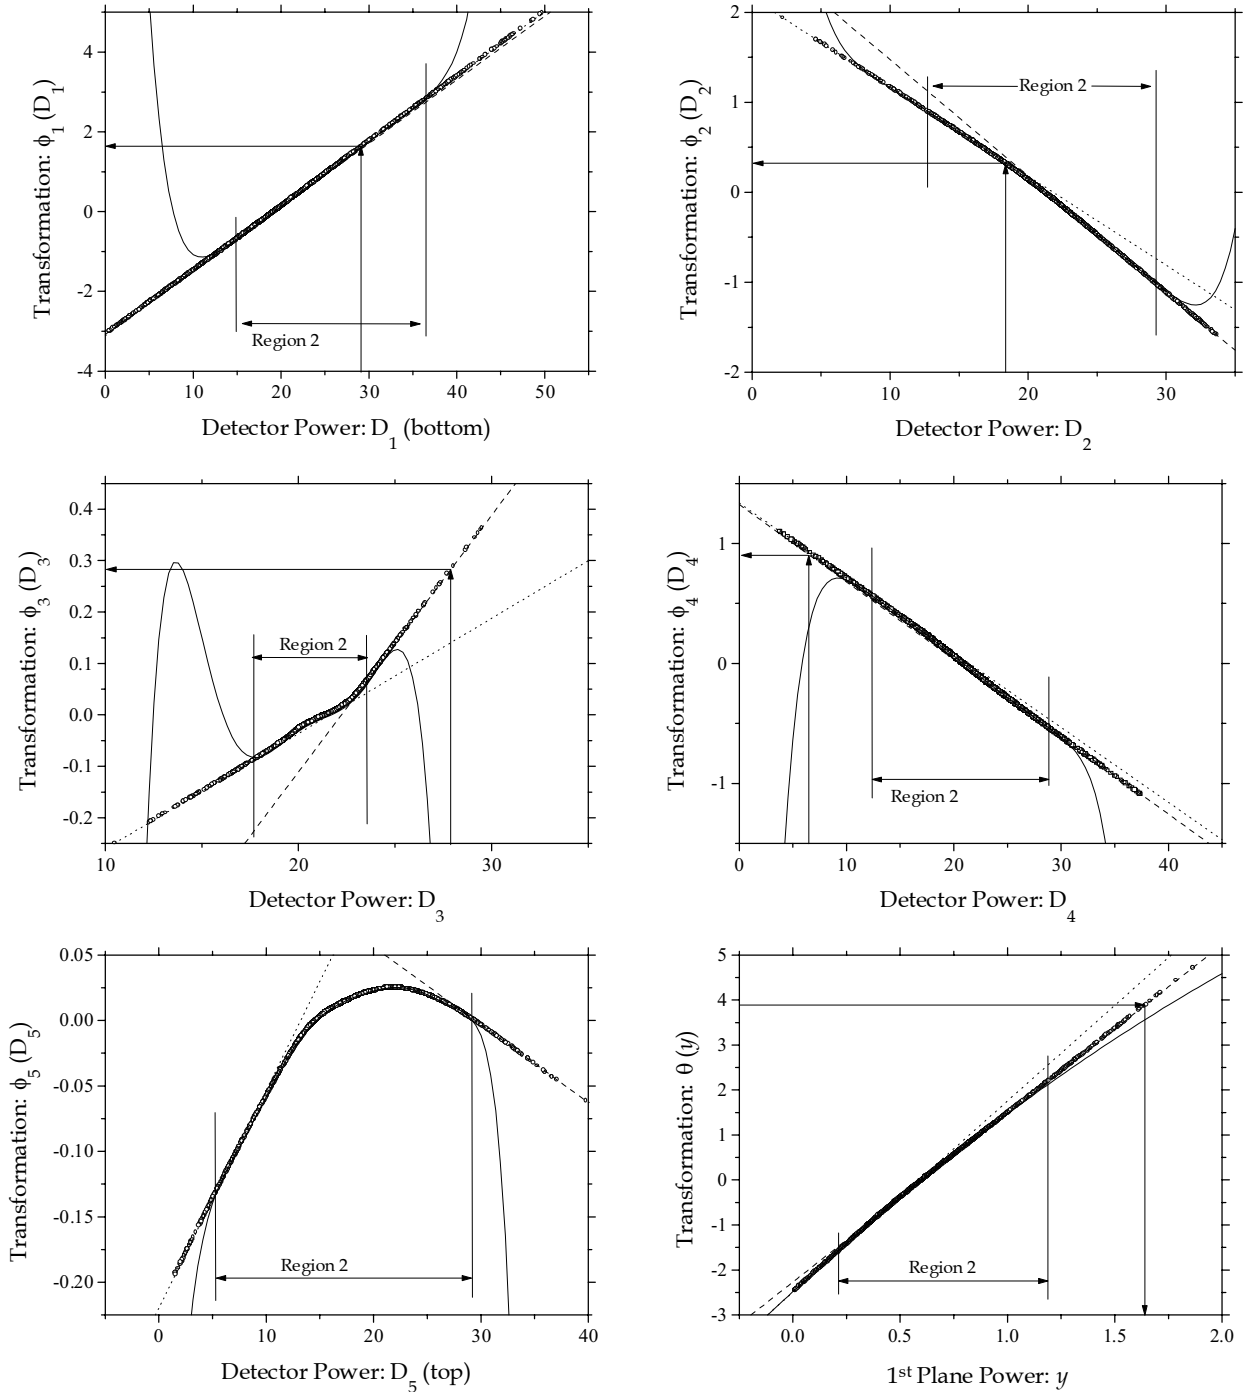 Transformation: ϕ1 (D1)
4
2
0
-2
-4
Region 2
0 10 20 30 40 50
Detector Power: D1 (bottom)
Transformation: ϕ2 (D2)
2
1
0
-1
-2
Region 2
0 10 20 30
Detector Power: D2
Transformation: ϕ3 (D3)
0.4
0.3
0.2
0.1
0.0
-0.1
-0.2
Region 2
10 20 30
Detector Power: D3
Transformation: ϕ4 (D4)
1
0
-1
Region 2
0 10 20 30 40
Detector Power: D4
Transformation: ϕ5 (D5)
0.05
0.00
-0.05
-0.10
-0.15
-0.20
Region 2
0 10 20 30 40
Detector Power: D5 (top)
Transformation: θ (y)
5
4
3
2
1
0
-1
-2
-3
Region 2
0.0 0.5 1.0 1.5 2.0
1st Plane Power: y